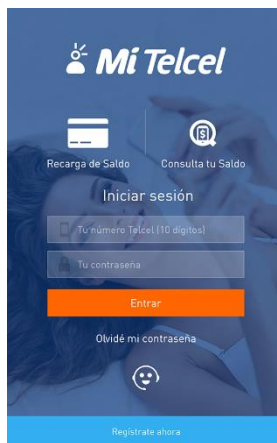 Mi Telcel
Recarga de Saldo
Consulta tu Saldo
Iniciar sesión
Tu número Telcel (10 dígitos)
Tu contraseña
Entrar
Olvidé mi contraseña
Regístrate ahora